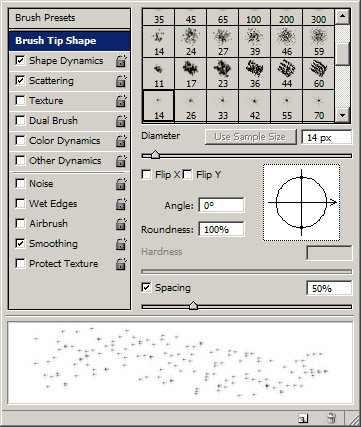 Brush Presets
Brush Tip Shape
Shape Dynamics
Scattering
Texture
Dual Brush
Color Dynamics
Other Dynamics
Noise
Wet Edges
Airbrush
Smoothing
Protect Texture
35 45 65 100 200 300
14 24 27 39 46 59
11 17 23 36 44 60
14 26 33 42 55 70
Diameter Use Sample Size 14 px
Flip X Flip Y
Angle: 0°
Roundness: 100%
Hardness
Spacing 50%